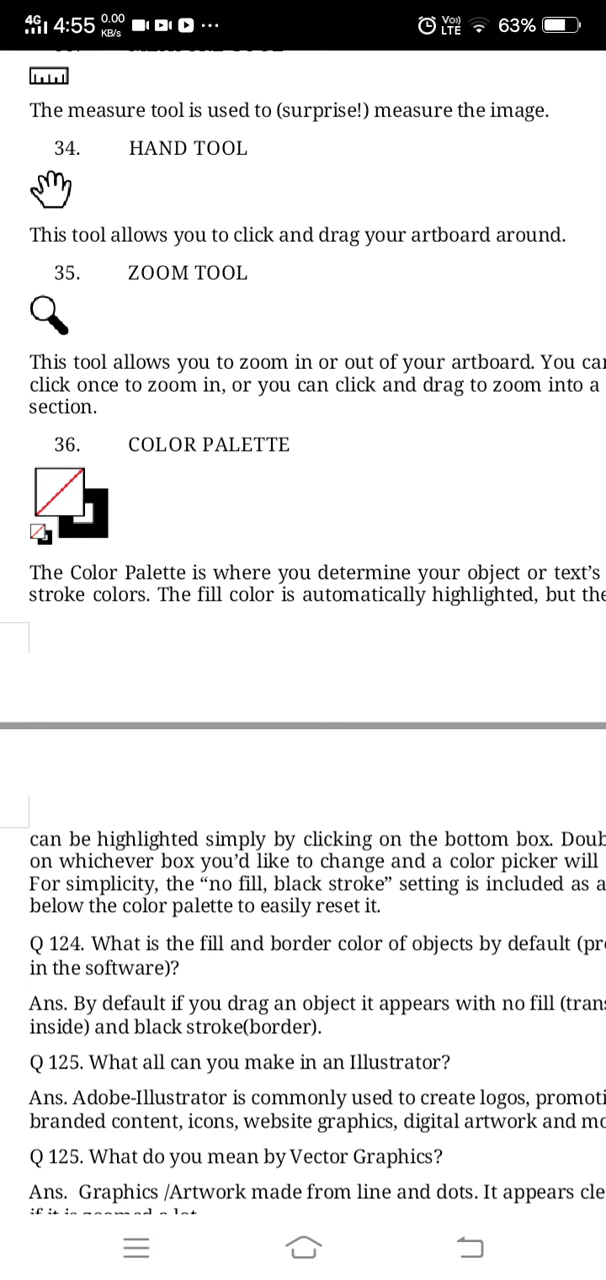 4G 4:55 0.00 KB/s ... Vo)) LTE 63%
The measure tool is used to (surprise!) measure the image.
34. HAND TOOL
This tool allows you to click and drag your artboard around.
35. ZOOM TOOL
This tool allows you to zoom in or out of your artboard. You can
click once to zoom in, or you can click and drag to zoom into a
section.
36. COLOR PALETTE
The Color Palette is where you determine your object or text’s
stroke colors. The fill color is automatically highlighted, but the
can be highlighted simply by clicking on the bottom box. Doub
on whichever box you’d like to change and a color picker will
For simplicity, the “no fill, black stroke” setting is included as a
below the color palette to easily reset it.
Q 124. What is the fill and border color of objects by default (pre
in the software)?
Ans. By default if you drag an object it appears with no fill (trans
inside) and black stroke(border).
Q 125. What all can you make in an Illustrator?
Ans. Adobe-Illustrator is commonly used to create logos, promoti
branded content, icons, website graphics, digital artwork and mo
Q 125. What do you mean by Vector Graphics?
Ans. Graphics /Artwork made from line and dots. It appears cle